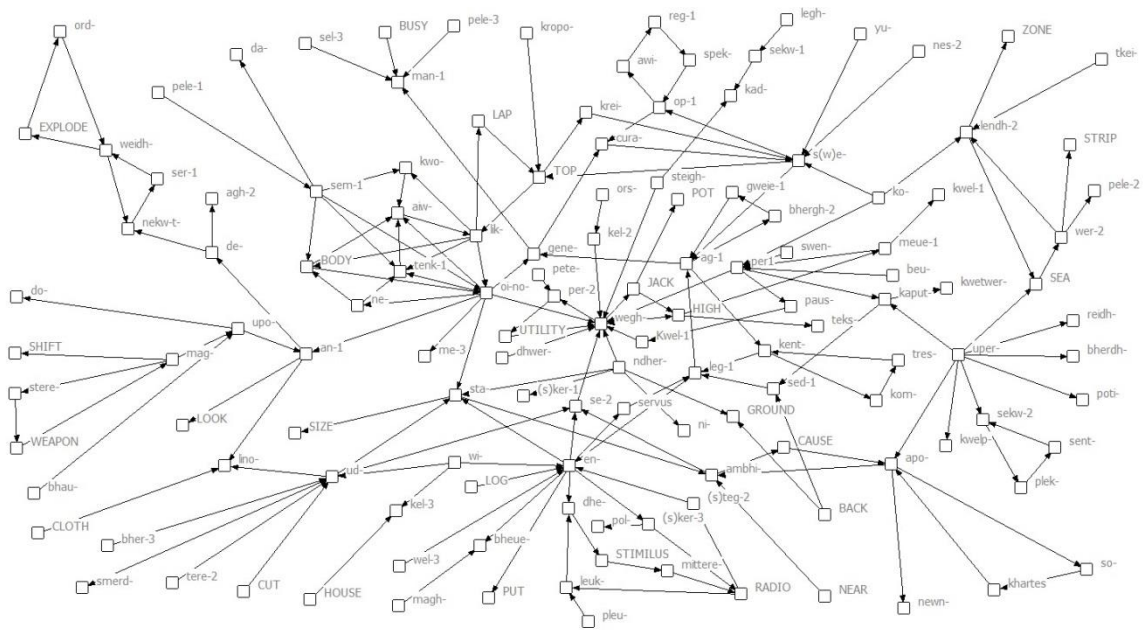 ord-
BUSY
pele-3
kropo-
reg-1
legh-
yu-
ZONE
da-
sel-3
spek-
sekw-1
nes-2
tkei-
awi-
man-1
pele-1
kad-
EXPLODE
op-1
LAP
krei-
lendh-2
weidh-
cura-
STRIP
s(w)e-
ser-1
kwo-
TOP
steigh-
gweie-1
ko-
kwel-1
sem-1
agh-2
ors-
POT
pele-2
aiw-
bhergh-2
nekw-t-
lik-
kel-2
wer-2
de-
gene-
swen-
meue-1
BODY
tenk-1
ag-1
per1
pete-
beu-
SEA
kwetwer-
oi-no-
per-2
JACK
kaput-
do-
ne-
HIGH
paus-
upo-
wegh-
reidh-
UTILITY
teks-
me-3
Kwel-1
SHIFT
an-1
dhwer-
kent-
tres-
uper-
bherdh-
mag-
ndher-
leg-1
stere-
sta-
(s)ker-1
sed-1
kom-
poti-
se-2
servus
LOOK
GROUND
sekw-2
SIZE
ni-
WEAPON
kwelp-
sent-
CAUSE
lino-
ud-
wi-
en-
ambhi-
apo-
bhau-
LOG
(s)teg-2
plek-
kel-3
dhe-
BACK
CLOTH
pol-
(s)ker-3
bher-3
bheue-
wel-3
STIMILUS
mittere-
so-
smerd-
tere-2
CUT
HOUSE
magh-
PUT
leuk-
RADIO
NEAR
khartes
newn-
pleu-